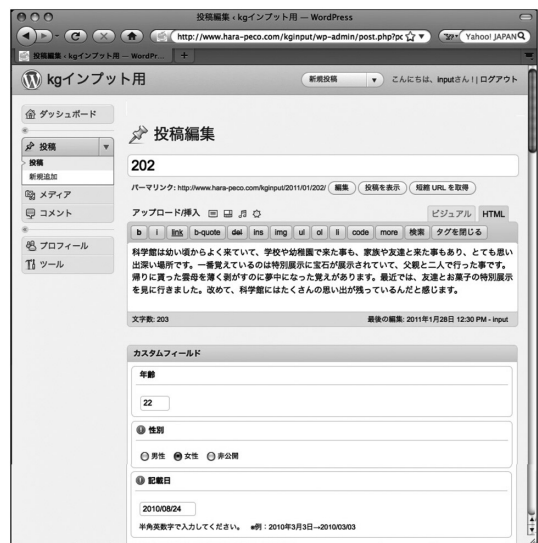 投稿編集 ‹ kgインプット用 — WordPress
http://www.hara-peco.com/kginput/wp-admin/post.php?pc
Yahoo! JAPAN
投稿編集 ‹ kgインプット用 — WordPr...
kgインプット用
新規投稿
こんにちは、Inputさん ! | ログアウト
ダッシュボード
投稿
投稿
新規追加
メディア
コメント
プロフィール
ツール
投稿編集
202
パーマリンク: http://www.hara-peco.com/kginput/2011/01/202/ 編集 投稿を表示 短縮 URL を取得
アップロード/挿入
ビジュアル HTML
b i link b-quote del ins img ul ol li code more 検索 タグを閉じる
科学館は幼い頃からよく来ていて、学校や幼稚園で来た事も、家族や友達と来た事もあり、とても思い
出深い場所です。一番覚えているのは特別展示に宝石が展示されていて、父親と二人で行った事です。
帰りに貰った雲母を薄く剥がすのに夢中になった覚えがあります。最近では、友達とお菓子の特別展示
を見に行きました。改めて、科学館にはたくさんの思い出が残っているんだと感じます。
文字数: 203
最後の編集: 2011年1月28日 12:30 PM - input
カスタムフィールド
年齢
22
性別
男性 女性 非公開
記載日
2010/08/24
半角英数字で入力してください。 ※例：2010年3月3日→2010/03/03